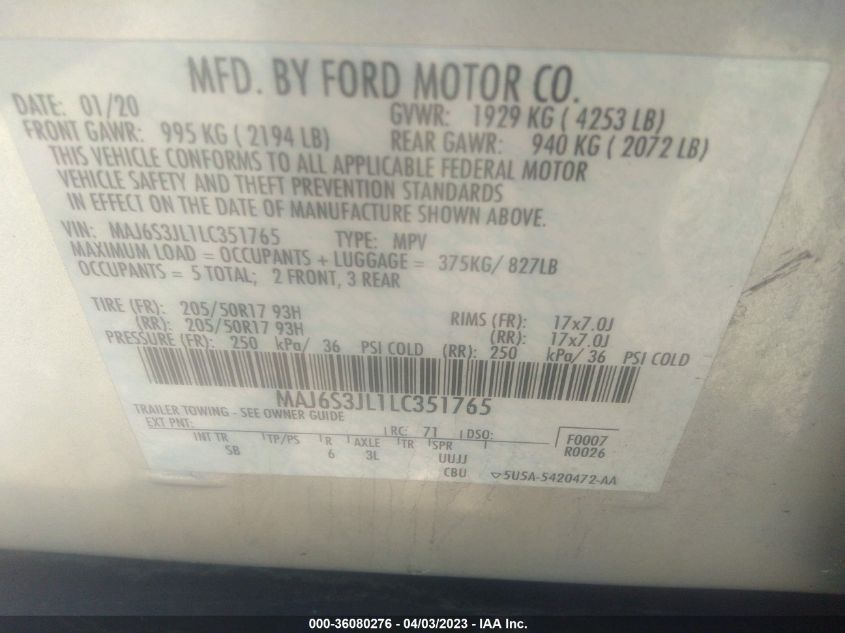 MFD. BY FORD MOTOR CO.
DATE: 01/20 GVWR: 1929 KG ( 4253 LB)
FRONT GAWR: 995 KG ( 2194 LB) REAR GAWR: 940 KG ( 2072 LB)
THIS VEHICLE CONFORMS TO ALL APPLICABLE FEDERAL MOTOR
VEHICLE SAFETY AND THEFT PREVENTION STANDARDS
IN EFFECT ON THE DATE OF MANUFACTURE SHOWN ABOVE.
VIN: MAJ6S3JL1LC351765 TYPE: MPV
MAXIMUM LOAD = OCCUPANTS + LUGGAGE = 375KG/ 827LB
OCCUPANTS = 5 TOTAL; 2 FRONT, 3 REAR
TIRE (FR): 205/50R17 93H RIMS (FR): 17x7.0J
(RR): 205/50R17 93H (RR): 17x7.0J
PRESSURE (FR): 250 kPa/ 36 PSI COLD (RR): 250 kPa/ 36 PSI COLD
MAJ6S3JL1LC351765
TRAILER TOWING - SEE OWNER GUIDE
EXT PNT: RC: 71 DSO: F0007
INT TR TP/PS R AXLE TR SPR R0026
SB 6 3L UUJJ
CBU 5U5A-5420472-AA
000-36080276 - 04/03/2023 - IAA Inc.